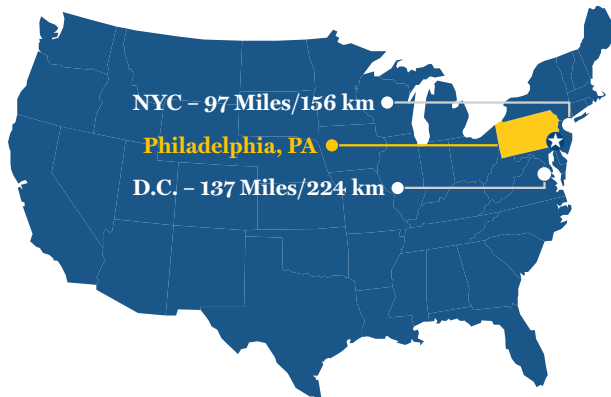 NYC – 97 Miles/156 km
Philadelphia, PA
D.C. – 137 Miles/224 km